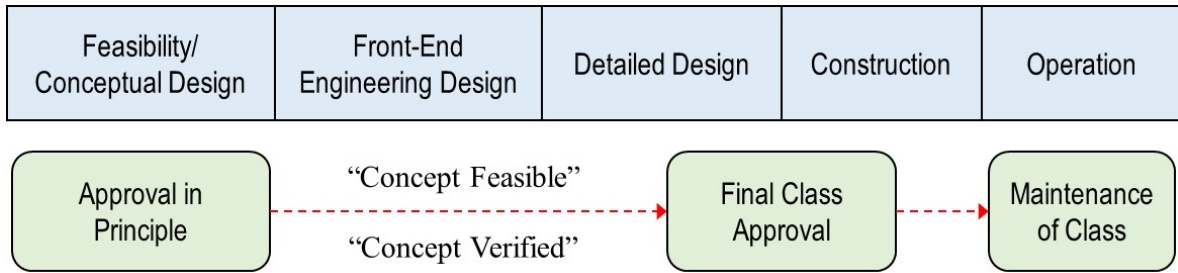 Feasibility/
Conceptual Design
Front-End
Engineering Design
Detailed Design
Construction
Operation
Approval in
Principle
“Concept Feasible”
“Concept Verified”
Final Class
Approval
Maintenance
of Class